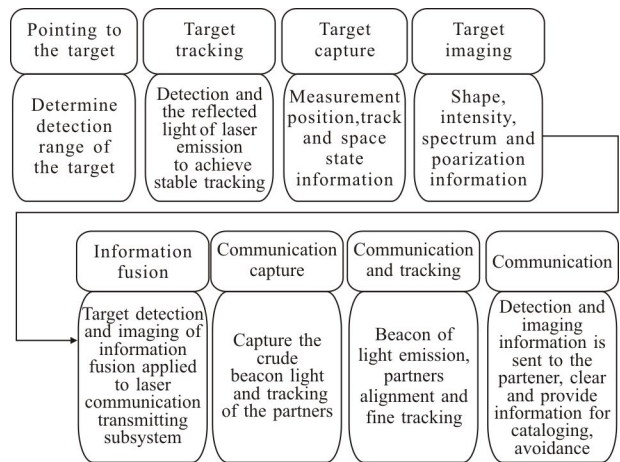 Pointing to
the target
Determine
detection
range of
the target
Target
tracking
Detection and
the reflected
light of laser
emission
to achieve
stable tracking
Target
capture
Measurement
position,track
and space
state
information
Target
imaging
Shape,
intensity,
spectrum and
poarization
information
Information
fusion
Target detection
and imaging of
information
fusion applied
to laser
communication
transmitting
subsystem
Communication
capture
Capture the
crude
beacon light
and tracking
of the partners
Communication
and tracking
Beacon of
light emission,
partners
alignment and
fine tracking
Communication
Detection and
imaging
information is
sent to the
partener, clear
and provide
information for
cataloging,
avoidance